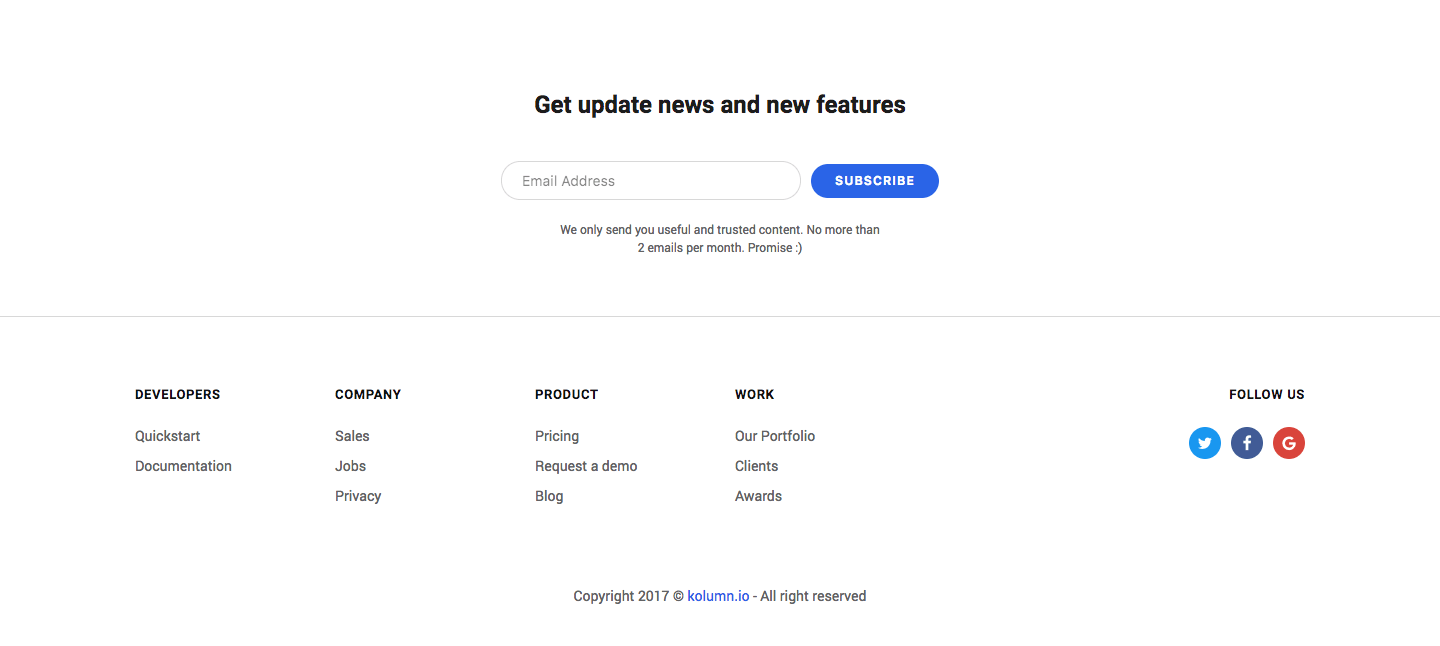 Get update news and new features
Email Address
SUBSCRIBE
We only send you useful and trusted content. No more than
2 emails per month. Promise :)
DEVELOPERS
Quickstart
Documentation
COMPANY
Sales
Jobs
Privacy
PRODUCT
Pricing
Request a demo
Blog
WORK
Our Portfolio
Clients
Awards
FOLLOW US
Copyright 2017 © kolumn.io - All right reserved